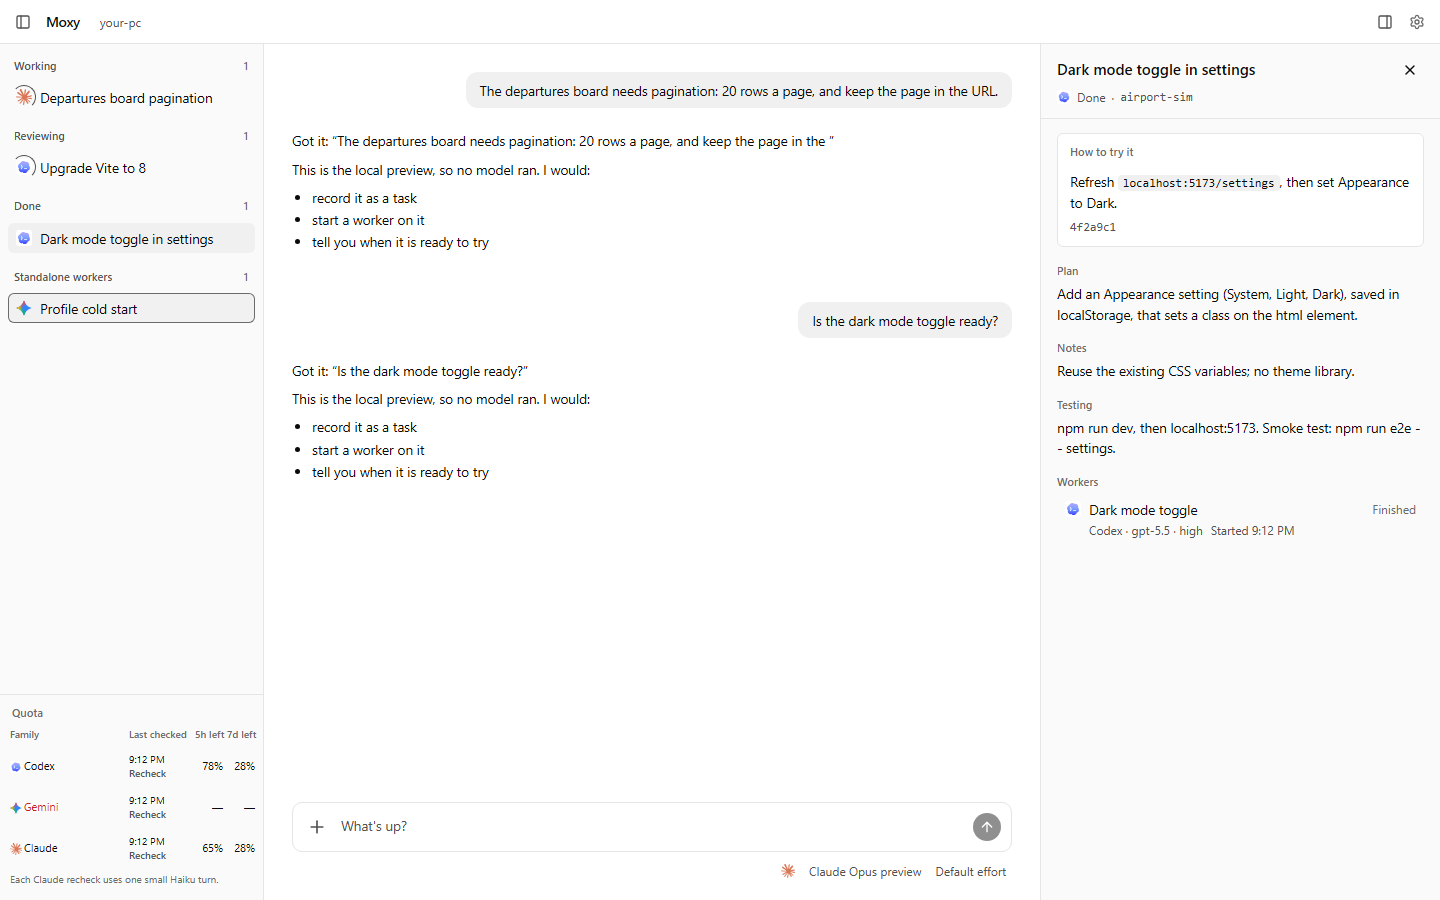 Moxy your-pc
Working 1
Departures board pagination
Reviewing 1
Upgrade Vite to 8
Done 1
Dark mode toggle in settings
Standalone workers 1
Profile cold start
Quota
Family Last checked 5h left 7d left
Codex 9:12 PM Recheck 78% 28%
Gemini 9:12 PM Recheck — —
Claude 9:12 PM Recheck 65% 28%
Each Claude recheck uses one small Haiku turn.
The departures board needs pagination: 20 rows a page, and keep the page in the URL.
Got it: “The departures board needs pagination: 20 rows a page, and keep the page in the ”
This is the local preview, so no model ran. I would:
• record it as a task
• start a worker on it
• tell you when it is ready to try
Is the dark mode toggle ready?
Got it: “Is the dark mode toggle ready?”
This is the local preview, so no model ran. I would:
• record it as a task
• start a worker on it
• tell you when it is ready to try
What's up?
Claude Opus preview Default effort
Dark mode toggle in settings
Done · airport-sim
How to try it
Refresh localhost:5173/settings, then set Appearance
to Dark.
4f2a9c1
Plan
Add an Appearance setting (System, Light, Dark), saved in
localStorage, that sets a class on the html element.
Notes
Reuse the existing CSS variables; no theme library.
Testing
npm run dev, then localhost:5173. Smoke test: npm run e2e -
- settings.
Workers
Dark mode toggle Finished
Codex · gpt-5.5 · high Started 9:12 PM